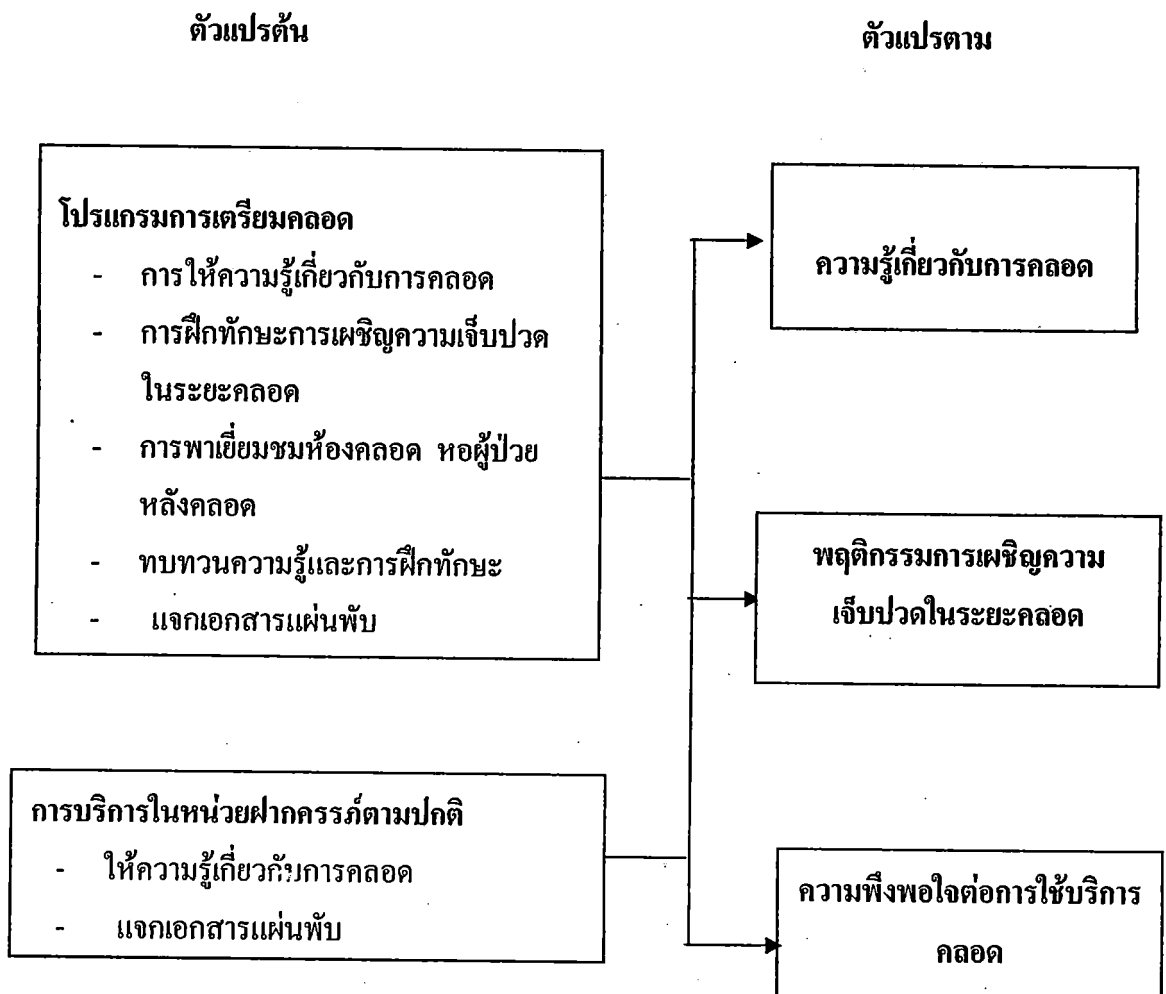 ตัวแปรต้น
ตัวแปรตาม
โปรแกรมการเตรียมคลอด
- การให้ความรู้เกี่ยวกับการคลอด
- การฝึกทักษะการเผชิญความเจ็บปวด
ในระยะคลอด
- การพาเยี่ยมชมห้องคลอด หอผู้ป่วย
หลังคลอด
- ทบทวนความรู้และการฝึกทักษะ
- แจกเอกสารแผ่นพับ
การบริการในหน่วยฝากครรภ์ตามปกติ
- ให้ความรู้เกี่ยวกับการคลอด
- แจกเอกสารแผ่นพับ
ความรู้เกี่ยวกับการคลอด
พฤติกรรมการเผชิญความ
เจ็บปวดในระยะคลอด
ความพึงพอใจต่อการใช้บริการ
คลอด